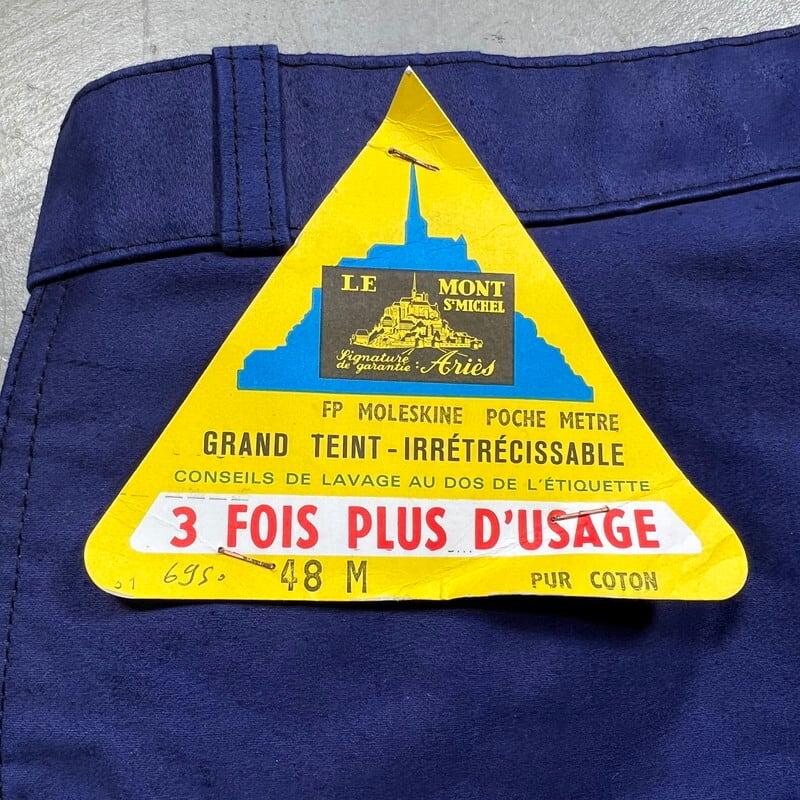 LE MONT
ST MICHEL
Signature
de garantie : Ariès
FP MOLESKINE POCHE METRE
GRAND TEINT - IRRÉTRÉCISSABLE
CONSEILS DE LAVAGE AU DOS DE L'ÉTIQUETTE
3 FOIS PLUS D'USAGE
48 M PUR COTON